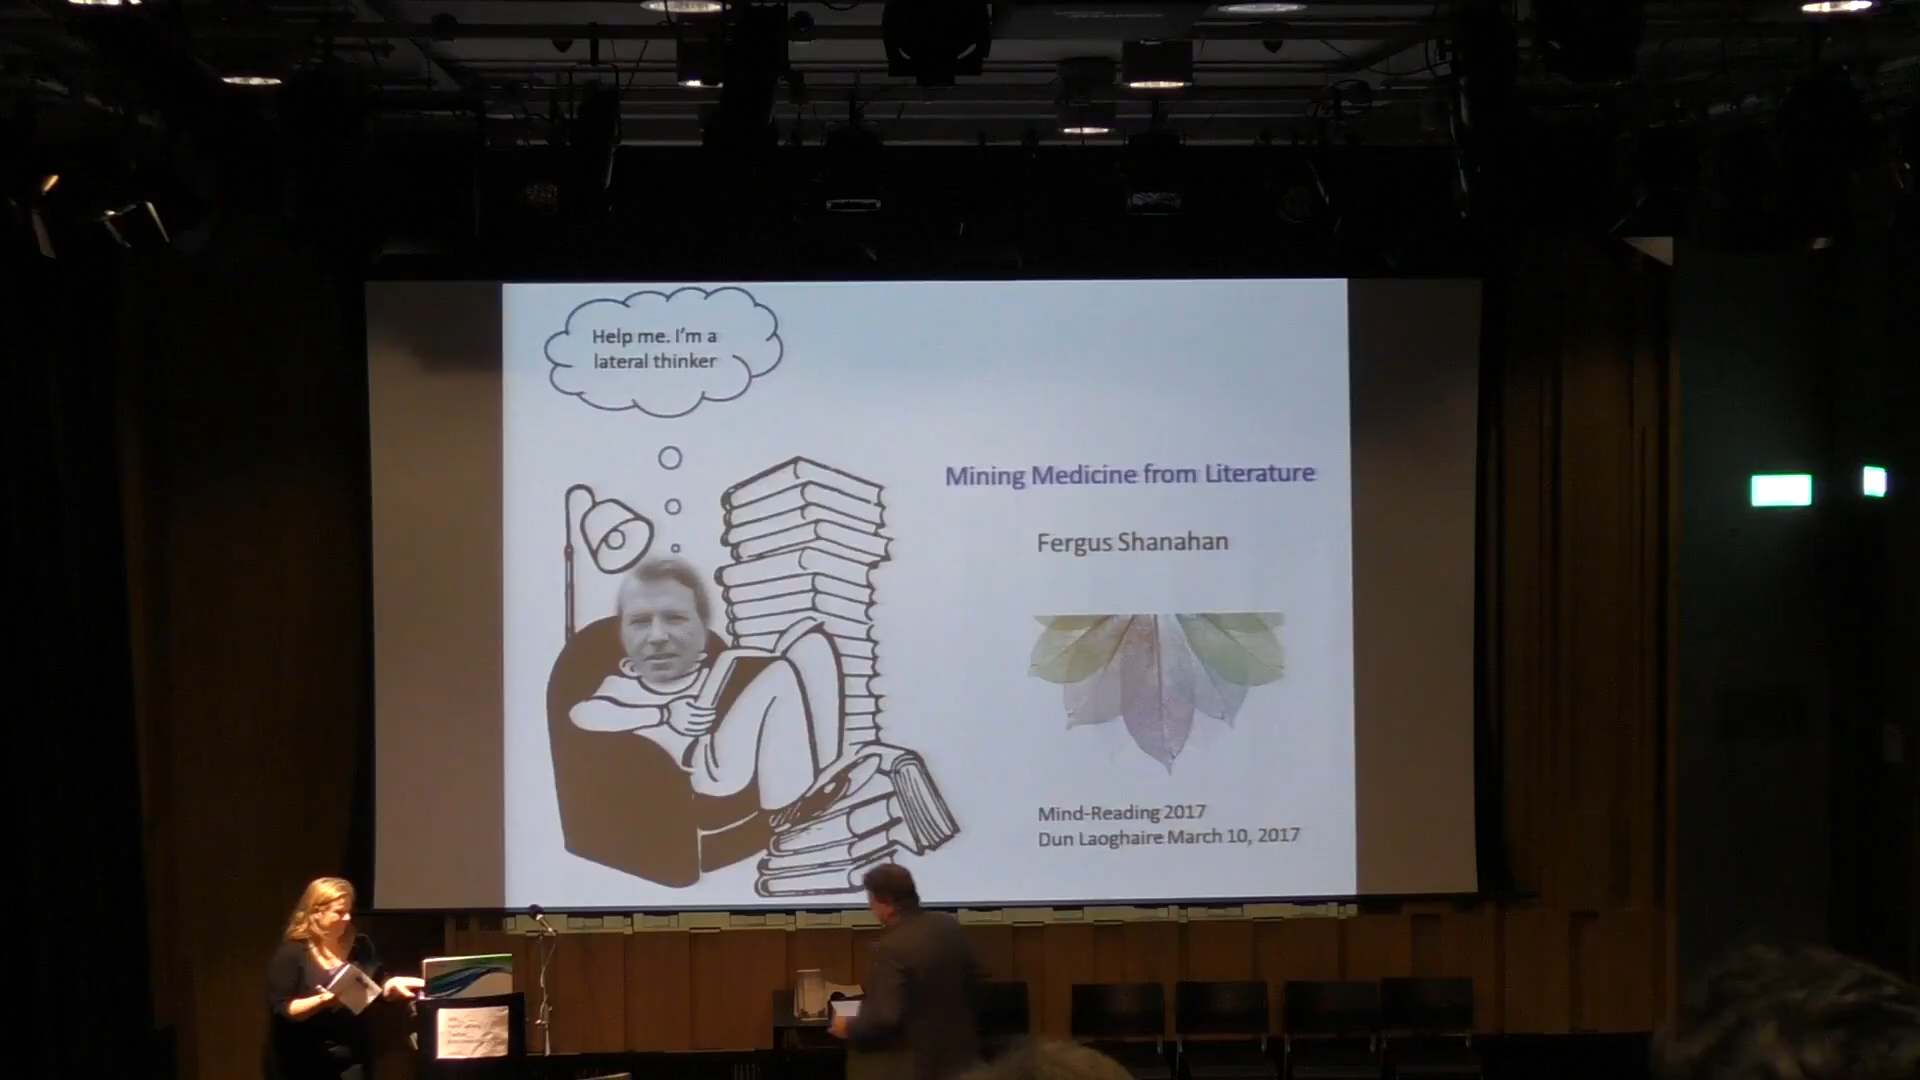 Help me. I'm a
lateral thinker
Mining Medicine from Literature
Fergus Shanahan
Mind-Reading 2017
Dun Laoghaire March 10, 2017